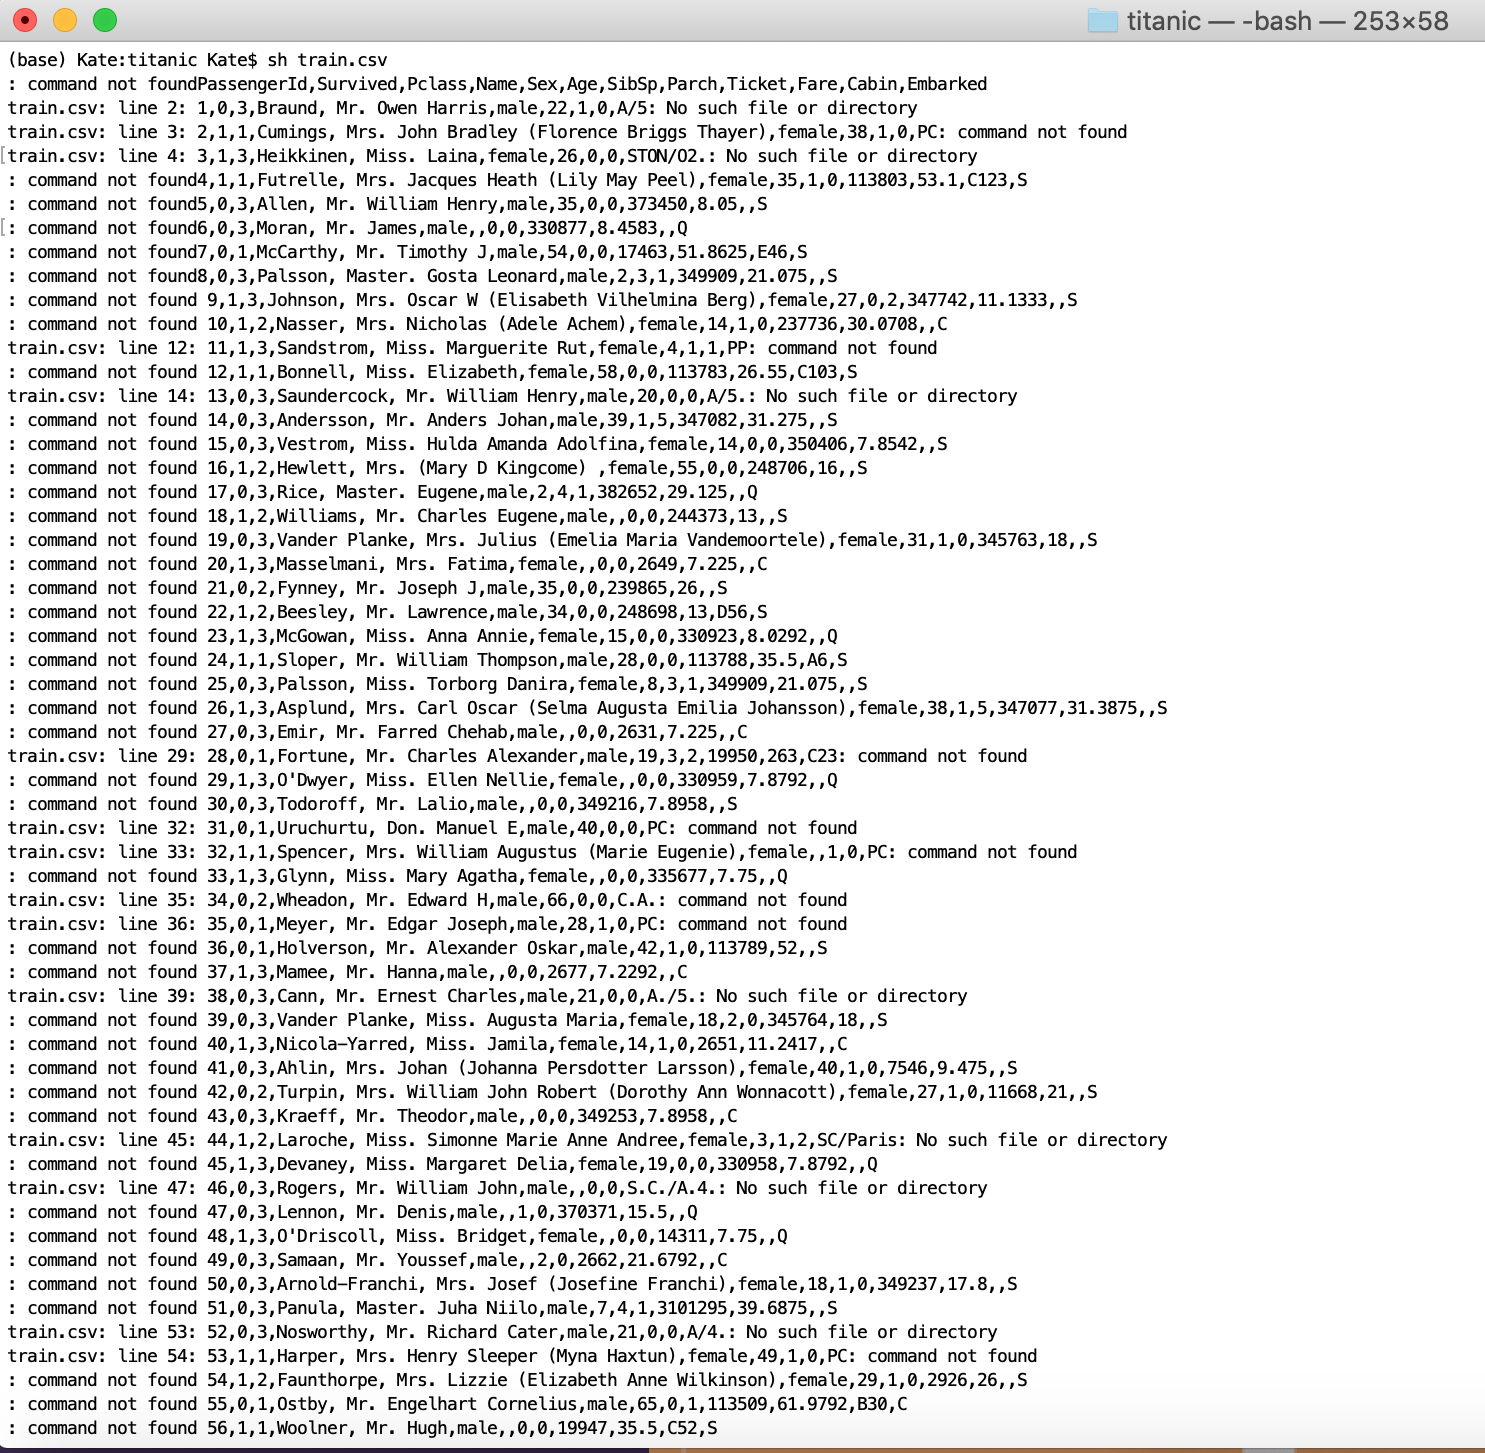 titanic — -bash — 253×58
(base) Kate:titanic Kate$ sh train.csv
: command not foundPassengerId,Survived,Pclass,Name,Sex,Age,SibSp,Parch,Ticket,Fare,Cabin,Embarked
train.csv: line 2: 1,0,3,Braund, Mr. Owen Harris,male,22,1,0,A/5: No such file or directory
train.csv: line 3: 2,1,1,Cumings, Mrs. John Bradley (Florence Briggs Thayer),female,38,1,0,PC: command not found
[train.csv: line 4: 3,1,3,Heikkinen, Miss. Laina,female,26,0,0,STON/O2.: No such file or directory
: command not found4,1,1,Futrelle, Mrs. Jacques Heath (Lily May Peel),female,35,1,0,113803,53.1,C123,S
: command not found5,0,3,Allen, Mr. William Henry,male,35,0,0,373450,8.05,,S
[: command not found6,0,3,Moran, Mr. James,male,,0,0,330877,8.4583,,Q
: command not found7,0,1,McCarthy, Mr. Timothy J,male,54,0,0,17463,51.8625,E46,S
: command not found8,0,3,Palsson, Master. Gosta Leonard,male,2,3,1,349909,21.075,,S
: command not found 9,1,3,Johnson, Mrs. Oscar W (Elisabeth Vilhelmina Berg),female,27,0,2,347742,11.1333,,S
: command not found 10,1,2,Nasser, Mrs. Nicholas (Adele Achem),female,14,1,0,237736,30.0708,,C
train.csv: line 12: 11,1,3,Sandstrom, Miss. Marguerite Rut,female,4,1,1,PP: command not found
: command not found 12,1,1,Bonnell, Miss. Elizabeth,female,58,0,0,113783,26.55,C103,S
train.csv: line 14: 13,0,3,Saundercock, Mr. William Henry,male,20,0,0,A/5.: No such file or directory
: command not found 14,0,3,Andersson, Mr. Anders Johan,male,39,1,5,347082,31.275,,S
: command not found 15,0,3,Vestrom, Miss. Hulda Amanda Adolfina,female,14,0,0,350406,7.8542,,S
: command not found 16,1,2,Hewlett, Mrs. (Mary D Kingcome) ,female,55,0,0,248706,16,,S
: command not found 17,0,3,Rice, Master. Eugene,male,2,4,1,382652,29.125,,Q
: command not found 18,1,2,Williams, Mr. Charles Eugene,male,,0,0,244373,13,,S
: command not found 19,0,3,Vander Planke, Mrs. Julius (Emelia Maria Vandemoortele),female,31,1,0,345763,18,,S
: command not found 20,1,3,Masselmani, Mrs. Fatima,female,,0,0,2649,7.225,,C
: command not found 21,0,2,Fynney, Mr. Joseph J,male,35,0,0,239865,26,,S
: command not found 22,1,2,Beesley, Mr. Lawrence,male,34,0,0,248698,13,D56,S
: command not found 23,1,3,McGowan, Miss. Anna Annie,female,15,0,0,330923,8.0292,,Q
: command not found 24,1,1,Sloper, Mr. William Thompson,male,28,0,0,113788,35.5,A6,S
: command not found 25,0,3,Palsson, Miss. Torborg Danira,female,8,3,1,349909,21.075,,S
: command not found 26,1,3,Asplund, Mrs. Carl Oscar (Selma Augusta Emilia Johansson),female,38,1,5,347077,31.3875,,S
: command not found 27,0,3,Emir, Mr. Farred Chehab,male,,0,0,2631,7.225,,C
train.csv: line 29: 28,0,1,Fortune, Mr. Charles Alexander,male,19,3,2,19950,263,C23: command not found
: command not found 29,1,3,O'Dwyer, Miss. Ellen Nellie,female,,0,0,330959,7.8792,,Q
: command not found 30,0,3,Todoroff, Mr. Lalio,male,,0,0,349216,7.8958,,S
train.csv: line 32: 31,0,1,Uruchurtu, Don. Manuel E,male,40,0,0,PC: command not found
train.csv: line 33: 32,1,1,Spencer, Mrs. William Augustus (Marie Eugenie),female,,1,0,PC: command not found
: command not found 33,1,3,Glynn, Miss. Mary Agatha,female,,0,0,335677,7.75,,Q
train.csv: line 35: 34,0,2,Wheadon, Mr. Edward H,male,66,0,0,C.A.: command not found
train.csv: line 36: 35,0,1,Meyer, Mr. Edgar Joseph,male,28,1,0,PC: command not found
: command not found 36,0,1,Holverson, Mr. Alexander Oskar,male,42,1,0,113789,52,,S
: command not found 37,1,3,Mamee, Mr. Hanna,male,,0,0,2677,7.2292,,C
train.csv: line 39: 38,0,3,Cann, Mr. Ernest Charles,male,21,0,0,A./5.: No such file or directory
: command not found 39,0,3,Vander Planke, Miss. Augusta Maria,female,18,2,0,345764,18,,S
: command not found 40,1,3,Nicola-Yarred, Miss. Jamila,female,14,1,0,2651,11.2417,,C
: command not found 41,0,3,Ahlin, Mrs. Johan (Johanna Persdotter Larsson),female,40,1,0,7546,9.475,,S
: command not found 42,0,2,Turpin, Mrs. William John Robert (Dorothy Ann Wonnacott),female,27,1,0,11668,21,,S
: command not found 43,0,3,Kraeff, Mr. Theodor,male,,0,0,349253,7.8958,,C
train.csv: line 45: 44,1,2,Laroche, Miss. Simonne Marie Anne Andree,female,3,1,2,SC/Paris: No such file or directory
: command not found 45,1,3,Devaney, Miss. Margaret Delia,female,19,0,0,330958,7.8792,,Q
train.csv: line 47: 46,0,3,Rogers, Mr. William John,male,,0,0,S.C./A.4.: No such file or directory
: command not found 47,0,3,Lennon, Mr. Denis,male,,1,0,370371,15.5,,Q
: command not found 48,1,3,O'Driscoll, Miss. Bridget,female,,0,0,14311,7.75,,Q
: command not found 49,0,3,Samaan, Mr. Youssef,male,,2,0,2662,21.6792,,C
: command not found 50,0,3,Arnold-Franchi, Mrs. Josef (Josefine Franchi),female,18,1,0,349237,17.8,,S
: command not found 51,0,3,Panula, Master. Juha Niilo,male,7,4,1,3101295,39.6875,,S
train.csv: line 53: 52,0,3,Nosworthy, Mr. Richard Cater,male,21,0,0,A/4.: No such file or directory
train.csv: line 54: 53,1,1,Harper, Mrs. Henry Sleeper (Myna Haxtun),female,49,1,0,PC: command not found
: command not found 54,1,2,Faunthorpe, Mrs. Lizzie (Elizabeth Anne Wilkinson),female,29,1,0,2926,26,,S
: command not found 55,0,1,Ostby, Mr. Engelhart Cornelius,male,65,0,1,113509,61.9792,B30,C
: command not found 56,1,1,Woolner, Mr. Hugh,male,,0,0,19947,35.5,C52,S